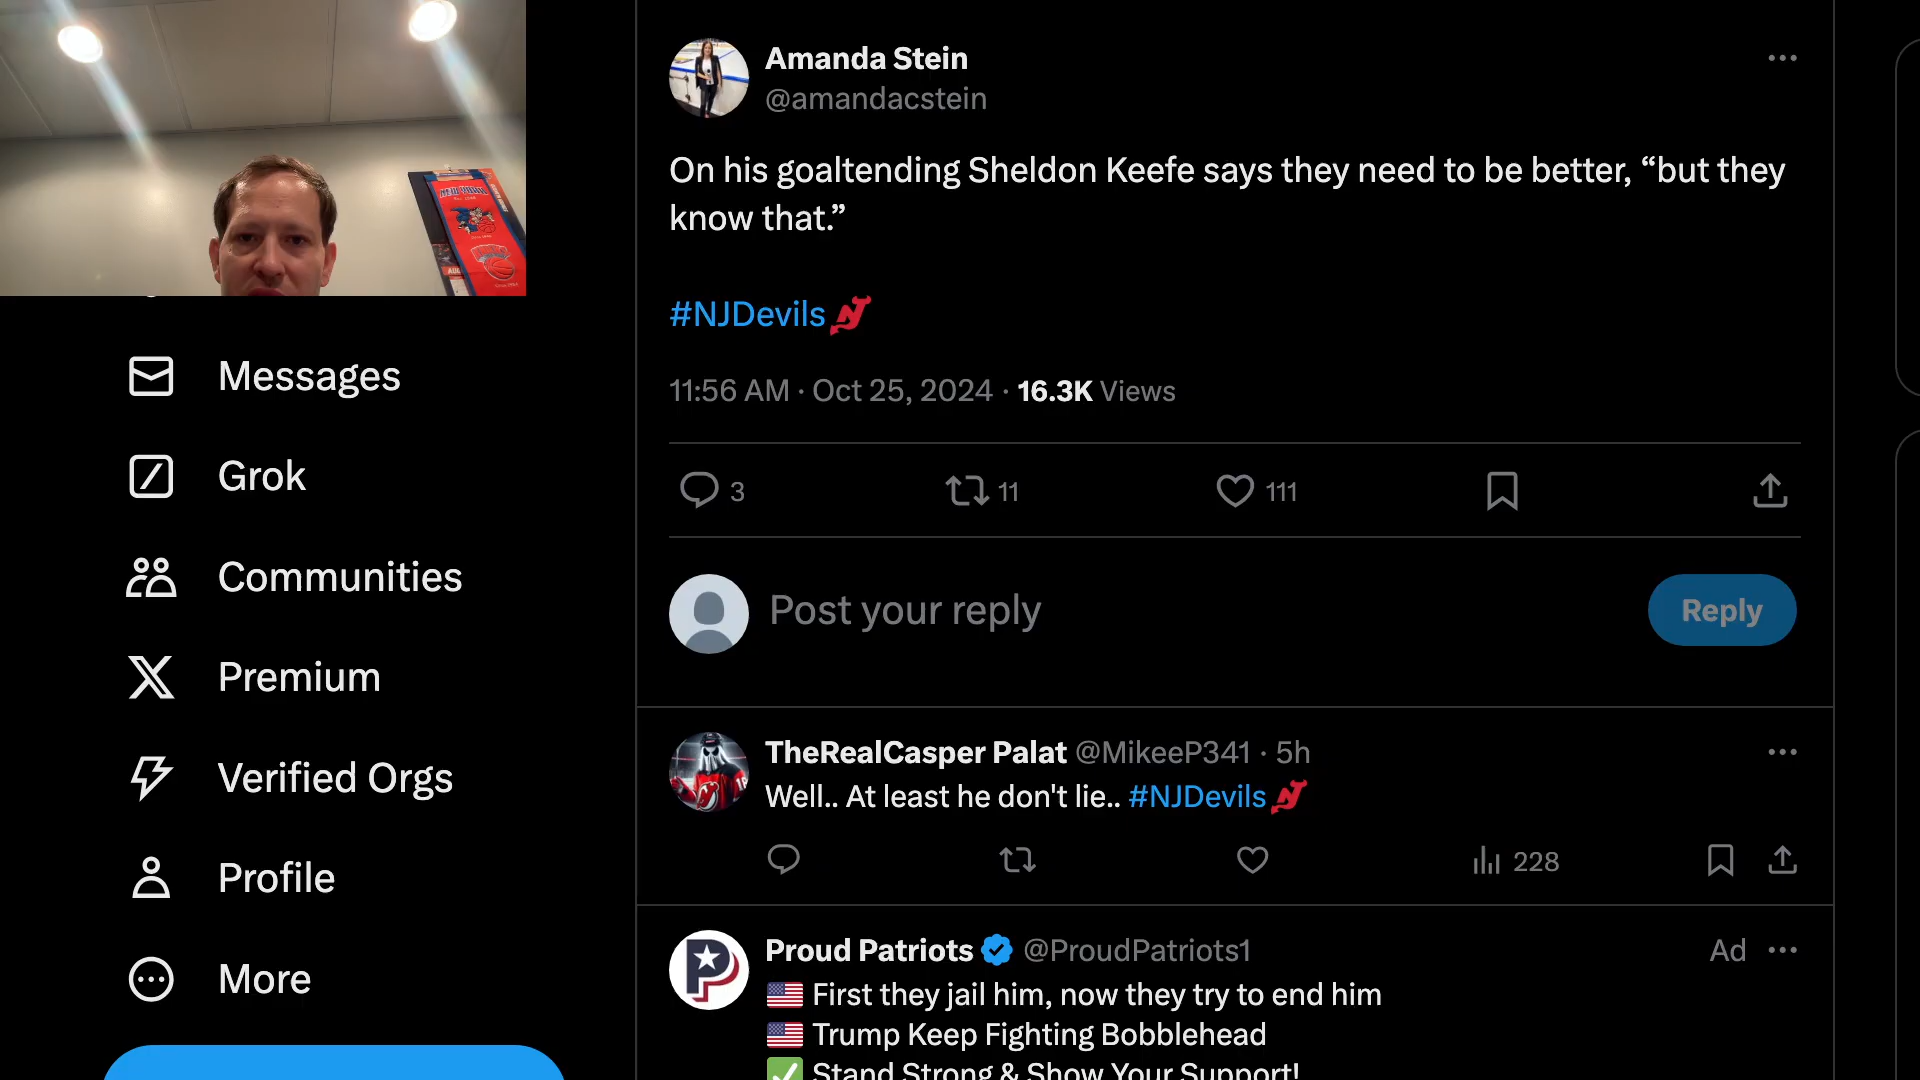 Amanda Stein
@amandacstein
On his goaltending Sheldon Keefe says they need to be better, “but they
know that.”
#NJDevils
11:56 AM · Oct 25, 2024 · 16.3K Views
3
11
111
Post your reply
Reply
TheRealCasper Palat @MikeeP341 · 5h
Well.. At least he don't lie.. #NJDevils
228
Proud Patriots @ProudPatriots1
Ad
First they jail him, now they try to end him
Trump Keep Fighting Bobblehead
Stand Strong & Show Your Support!
Messages
Grok
Communities
Premium
Verified Orgs
Profile
More